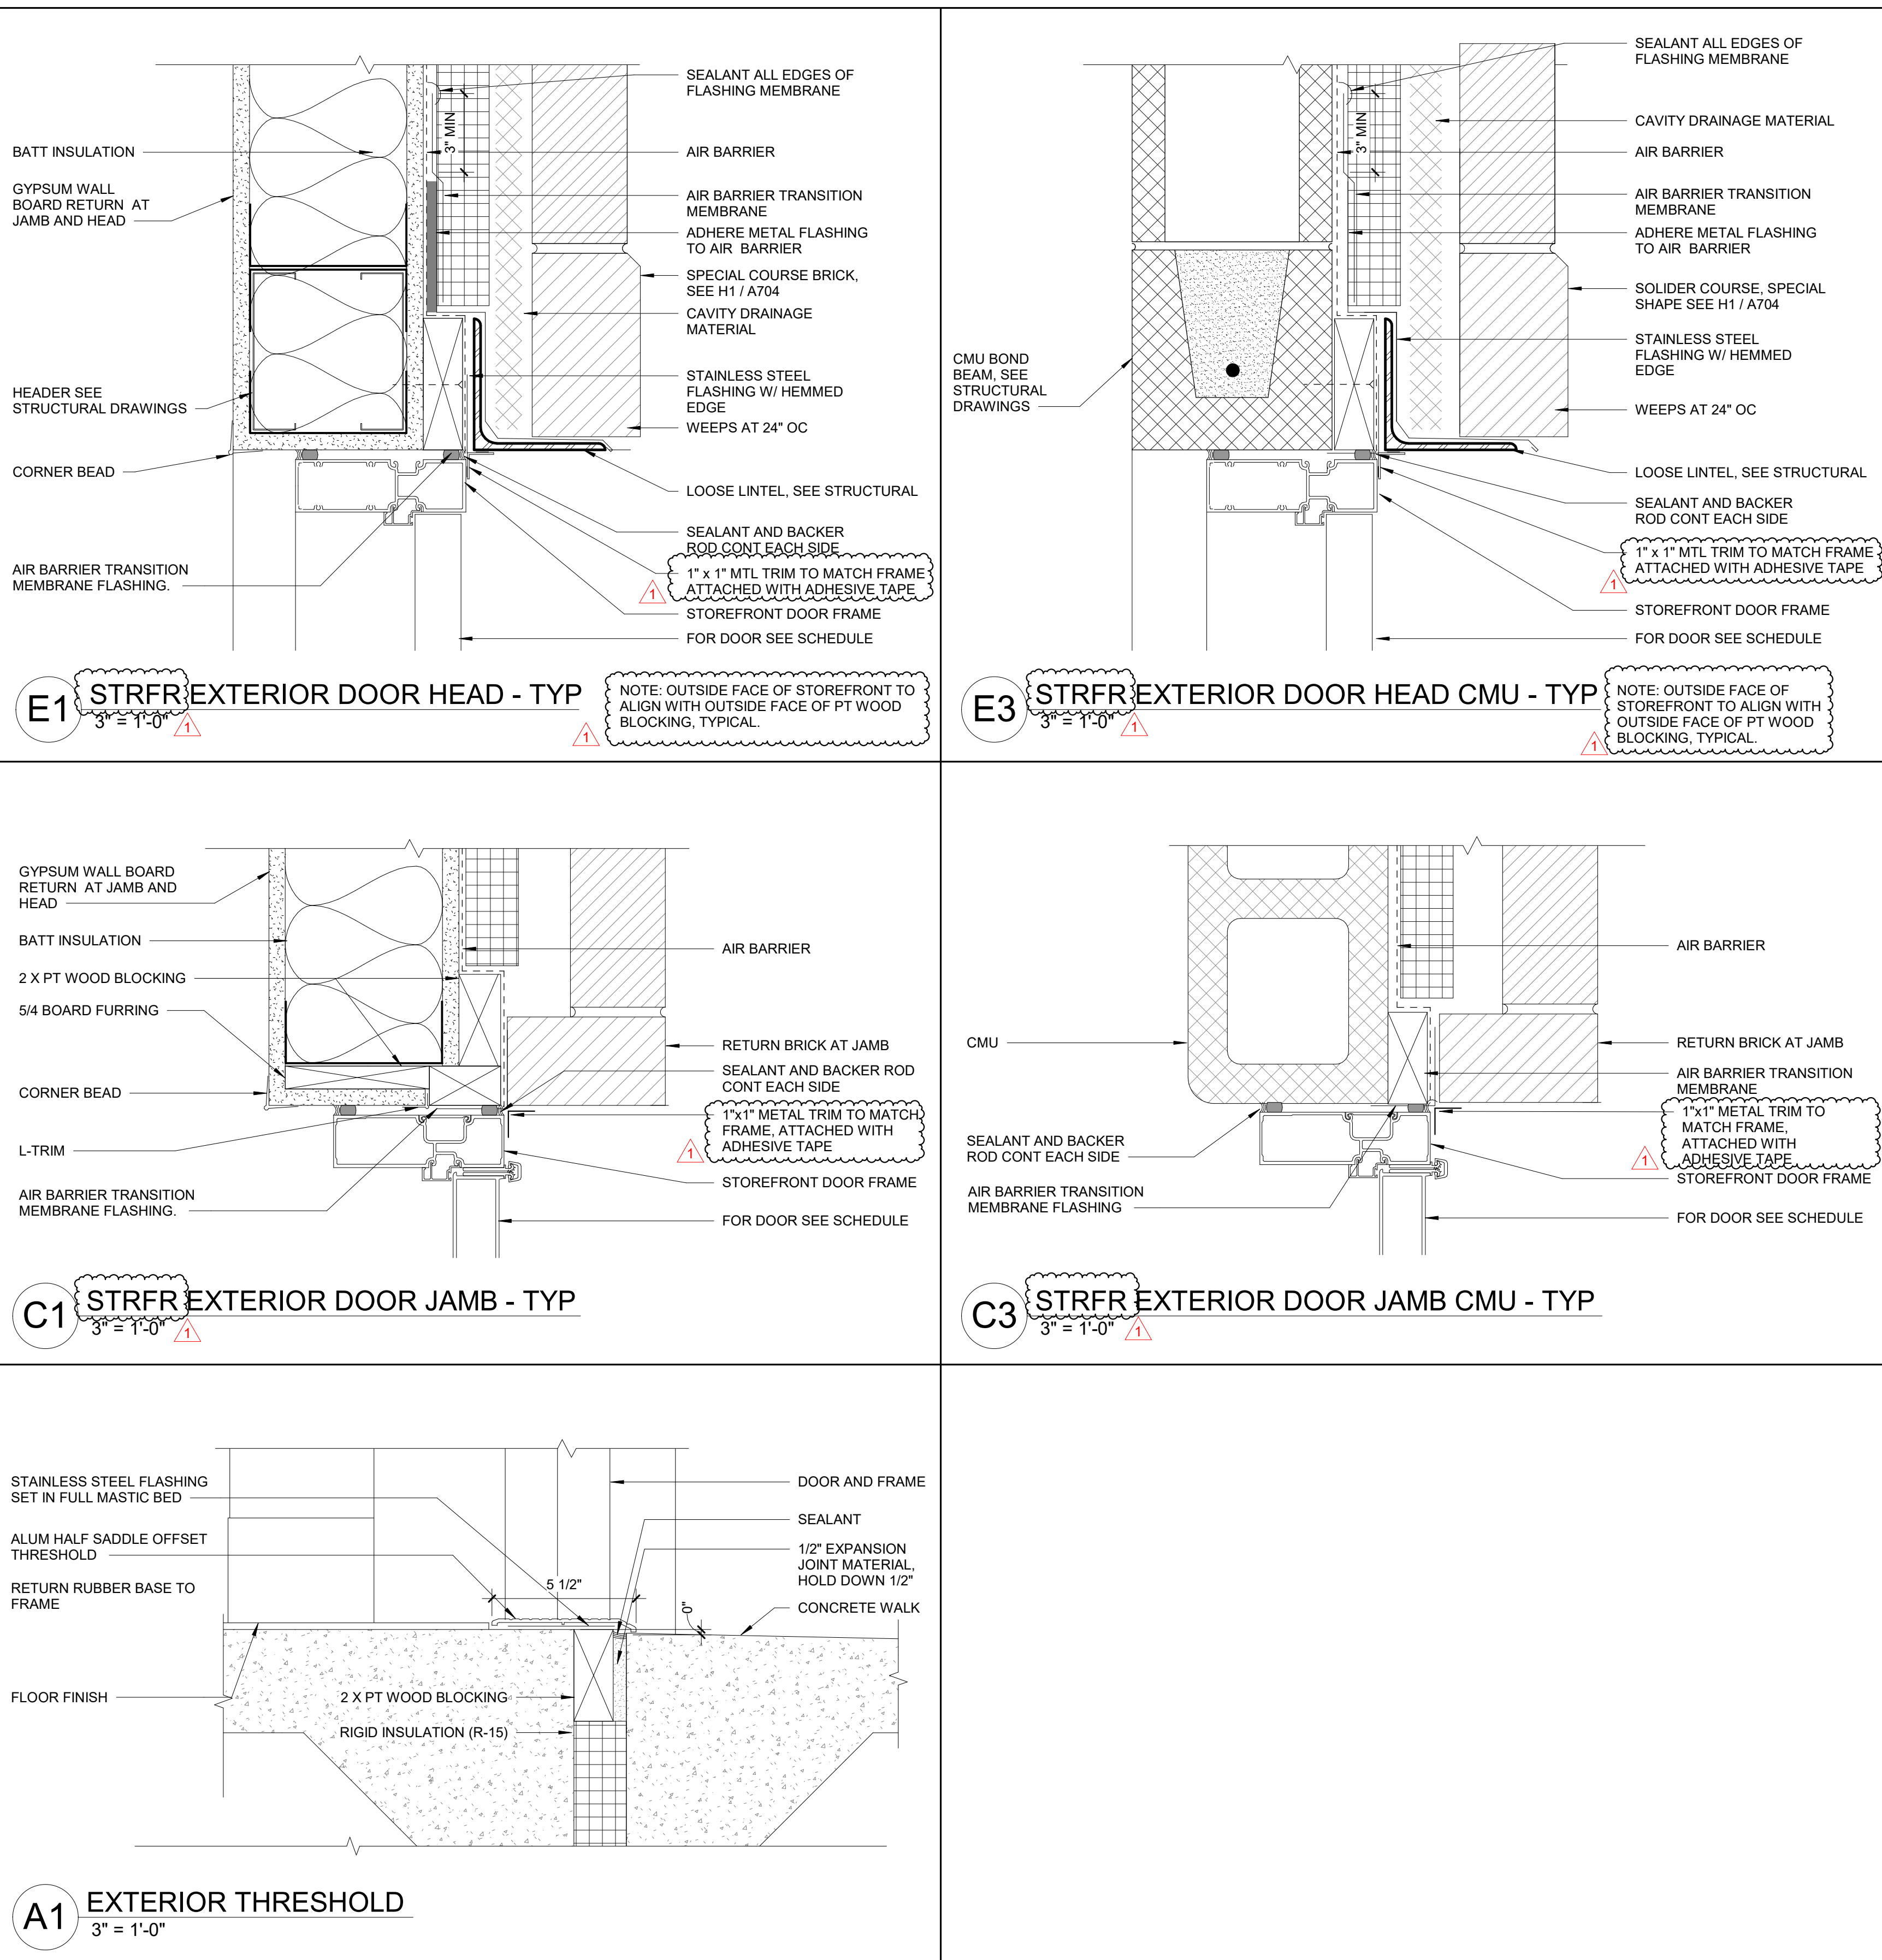 BATT INSULATION
GYPSUM WALL
BOARD RETURN AT
JAMB AND HEAD
HEADER SEE
STRUCTURAL DRAWINGS
CORNER BEAD
AIR BARRIER TRANSITION
MEMBRANE FLASHING.
3" MIN
SEALANT ALL EDGES OF
FLASHING MEMBRANE
AIR BARRIER
AIR BARRIER TRANSITION
MEMBRANE
ADHERE METAL FLASHING
TO AIR BARRIER
SPECIAL COURSE BRICK,
SEE H1 / A704
CAVITY DRAINAGE
MATERIAL
STAINLESS STEEL
FLASHING W/ HEMMED
EDGE
WEEPS AT 24" OC
LOOSE LINTEL, SEE STRUCTURAL
SEALANT AND BACKER
ROD CONT EACH SIDE
1" x 1" MTL TRIM TO MATCH FRAME
ATTACHED WITH ADHESIVE TAPE
1
STOREFRONT DOOR FRAME
FOR DOOR SEE SCHEDULE
E1
STRFR EXTERIOR DOOR HEAD - TYP
3" = 1'-0"
1
NOTE: OUTSIDE FACE OF STOREFRONT TO
ALIGN WITH OUTSIDE FACE OF PT WOOD
BLOCKING, TYPICAL.
1
CMU BOND
BEAM, SEE
STRUCTURAL
DRAWINGS
3" MIN
SEALANT ALL EDGES OF
FLASHING MEMBRANE
CAVITY DRAINAGE MATERIAL
AIR BARRIER
AIR BARRIER TRANSITION
MEMBRANE
ADHERE METAL FLASHING
TO AIR BARRIER
SOLIDER COURSE, SPECIAL
SHAPE SEE H1 / A704
STAINLESS STEEL
FLASHING W/ HEMMED
EDGE
WEEPS AT 24" OC
LOOSE LINTEL, SEE STRUCTURAL
SEALANT AND BACKER
ROD CONT EACH SIDE
1" x 1" MTL TRIM TO MATCH FRAME
ATTACHED WITH ADHESIVE TAPE
1
STOREFRONT DOOR FRAME
FOR DOOR SEE SCHEDULE
E3
STRFR EXTERIOR DOOR HEAD CMU - TYP
3" = 1'-0"
1
NOTE: OUTSIDE FACE OF
STOREFRONT TO ALIGN WITH
OUTSIDE FACE OF PT WOOD
BLOCKING, TYPICAL.
1
GYPSUM WALL BOARD
RETURN AT JAMB AND
HEAD
BATT INSULATION
2 X PT WOOD BLOCKING
5/4 BOARD FURRING
CORNER BEAD
L-TRIM
AIR BARRIER TRANSITION
MEMBRANE FLASHING.
AIR BARRIER
RETURN BRICK AT JAMB
SEALANT AND BACKER ROD
CONT EACH SIDE
1"x1" METAL TRIM TO MATCH
FRAME, ATTACHED WITH
ADHESIVE TAPE
1
STOREFRONT DOOR FRAME
FOR DOOR SEE SCHEDULE
C1
STRFR EXTERIOR DOOR JAMB - TYP
3" = 1'-0"
1
CMU
SEALANT AND BACKER
ROD CONT EACH SIDE
AIR BARRIER TRANSITION
MEMBRANE FLASHING
AIR BARRIER
RETURN BRICK AT JAMB
AIR BARRIER TRANSITION
MEMBRANE
1"x1" METAL TRIM TO
MATCH FRAME,
ATTACHED WITH
ADHESIVE TAPE
1
STOREFRONT DOOR FRAME
FOR DOOR SEE SCHEDULE
C3
STRFR EXTERIOR DOOR JAMB CMU - TYP
3" = 1'-0"
1
STAINLESS STEEL FLASHING
SET IN FULL MASTIC BED
ALUM HALF SADDLE OFFSET
THRESHOLD
RETURN RUBBER BASE TO
FRAME
FLOOR FINISH
5 1/2"
0"
2 X PT WOOD BLOCKING
RIGID INSULATION (R-15)
DOOR AND FRAME
SEALANT
1/2" EXPANSION
JOINT MATERIAL,
HOLD DOWN 1/2"
CONCRETE WALK
A1
EXTERIOR THRESHOLD
3" = 1'-0"